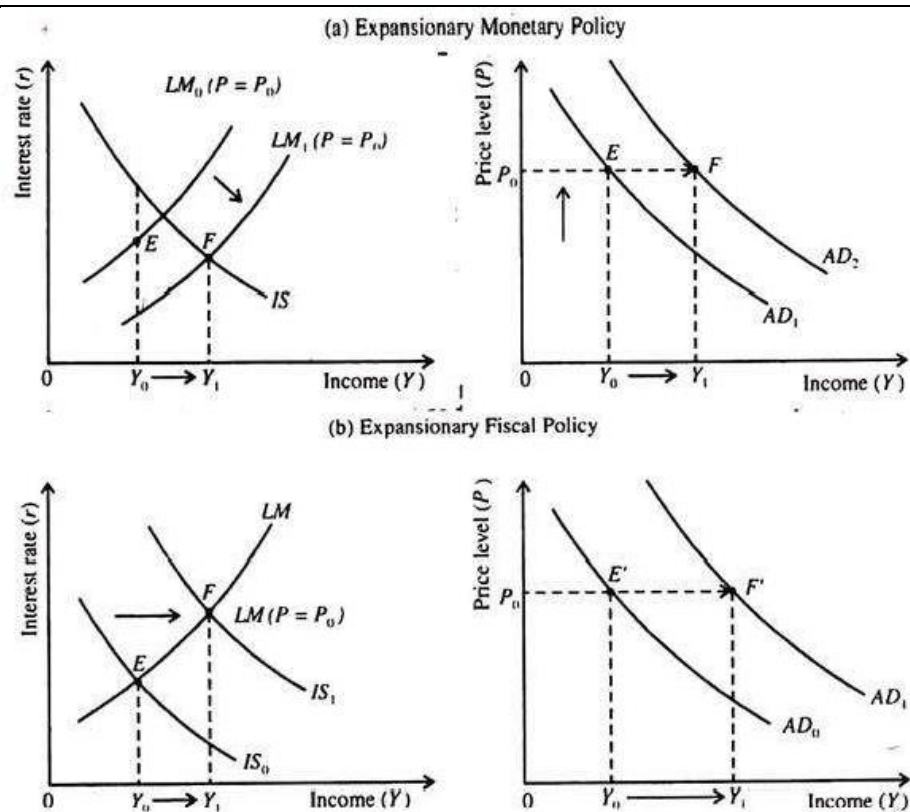 (a) Expansionary Monetary Policy
Interest rate (r)
LM₀ (P = P₀)
LM₁ (P = P₀)
E
F
IS
0
Y₀
Y₁
Income (Y)
Price level (P)
P₀
E
F
AD₂
AD₁
0
Y₀
Y₁
Income (Y)
(b) Expansionary Fiscal Policy
Interest rate (r)
LM
F
LM (P = P₀)
E
IS₁
IS₀
0
Y₀
Y₁
Income (Y)
Price level (P)
P₀
E'
F'
AD₁
AD₀
0
Y₀
Y₁
Income (Y)